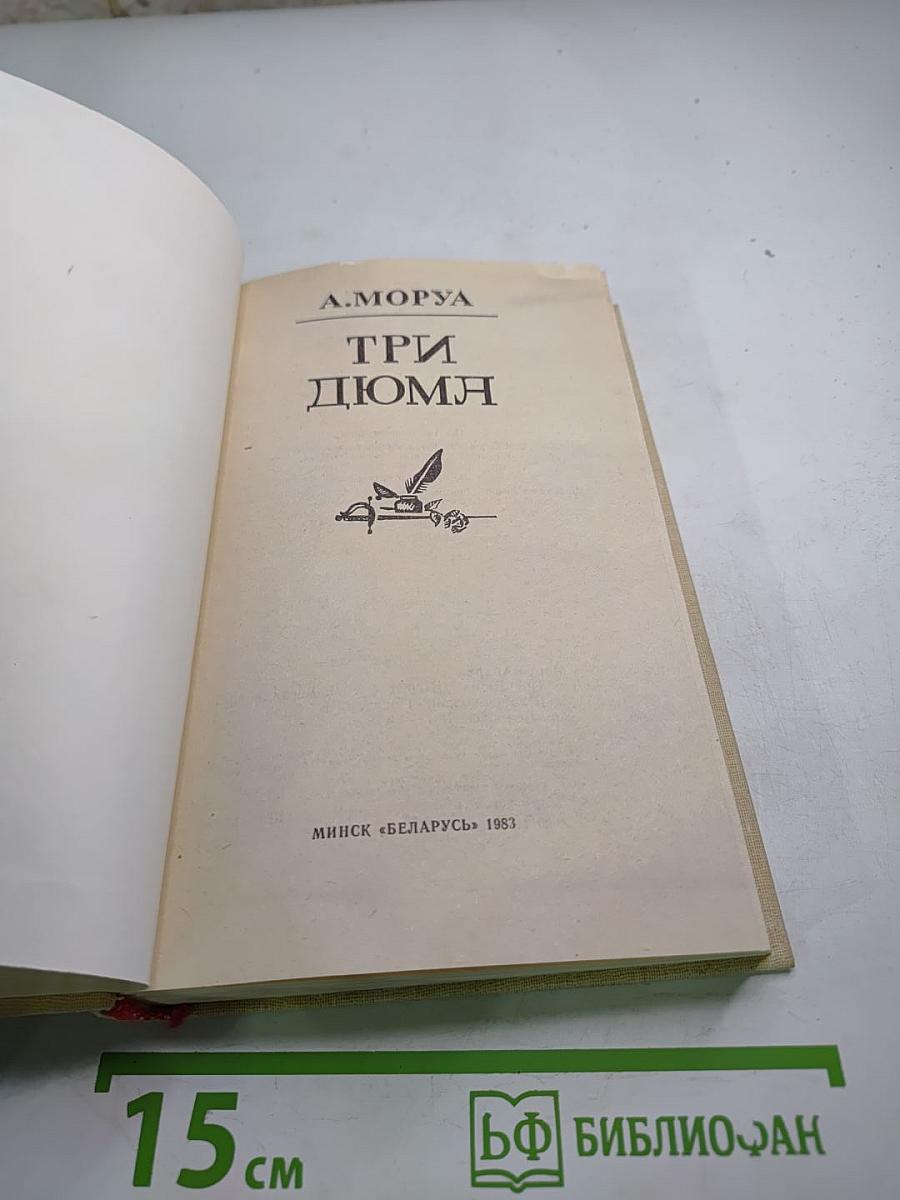 А.МОРУА
ТРИ
ДЮМА
МИНСК «БЕЛАРУСЬ» 1983
15 см
БФ БИБЛИОФАН